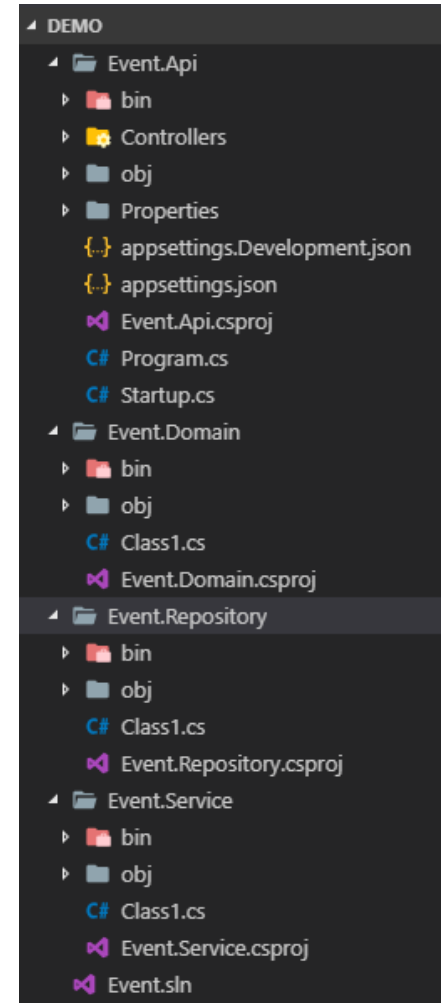 DEMO
Event.Api
bin
Controllers
obj
Properties
{..} appsettings.Development.json
{..} appsettings.json
Event.Api.csproj
C# Program.cs
C# Startup.cs
Event.Domain
bin
obj
C# Class1.cs
Event.Domain.csproj
Event.Repository
bin
obj
C# Class1.cs
Event.Repository.csproj
Event.Service
bin
obj
C# Class1.cs
Event.Service.csproj
Event.sln